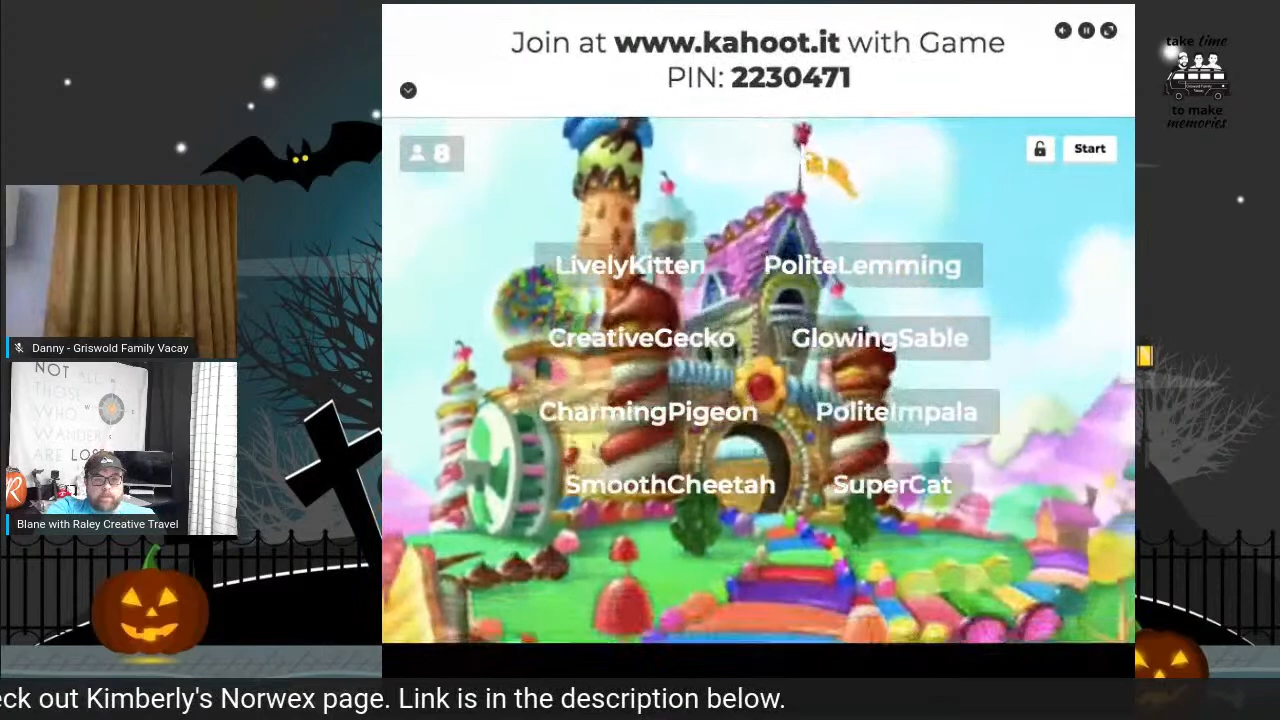 Join at www.kahoot.it with Game
PIN: 2230471
take time
to make
memories
8
Start
LivelyKitten
PoliteLemming
CreativeGecko
GlowingSable
CharmingPigeon
PoliteImpala
SmoothCheetah
SuperCat
Danny - Griswold Family Vacay
NOT ALL
THOSE
WHO
WANDER
ARE LOS
Blane with Raley Creative Travel
eck out Kimberly's Norwex page. Link is in the description below.